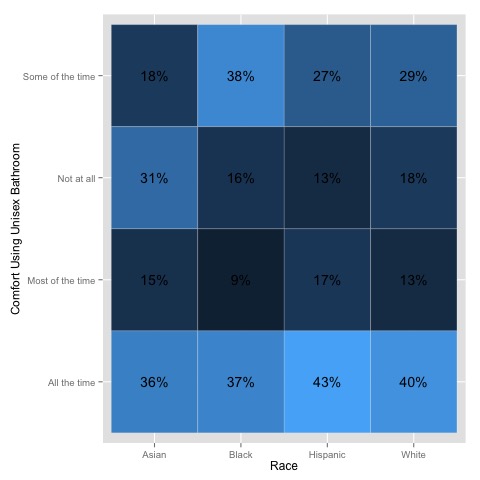 Comfort Using Unisex Bathroom
Some of the time 18% 38% 27% 29%
Not at all 31% 16% 13% 18%
Most of the time 15% 9% 17% 13%
All the time 36% 37% 43% 40%
Asian Black Hispanic White
Race